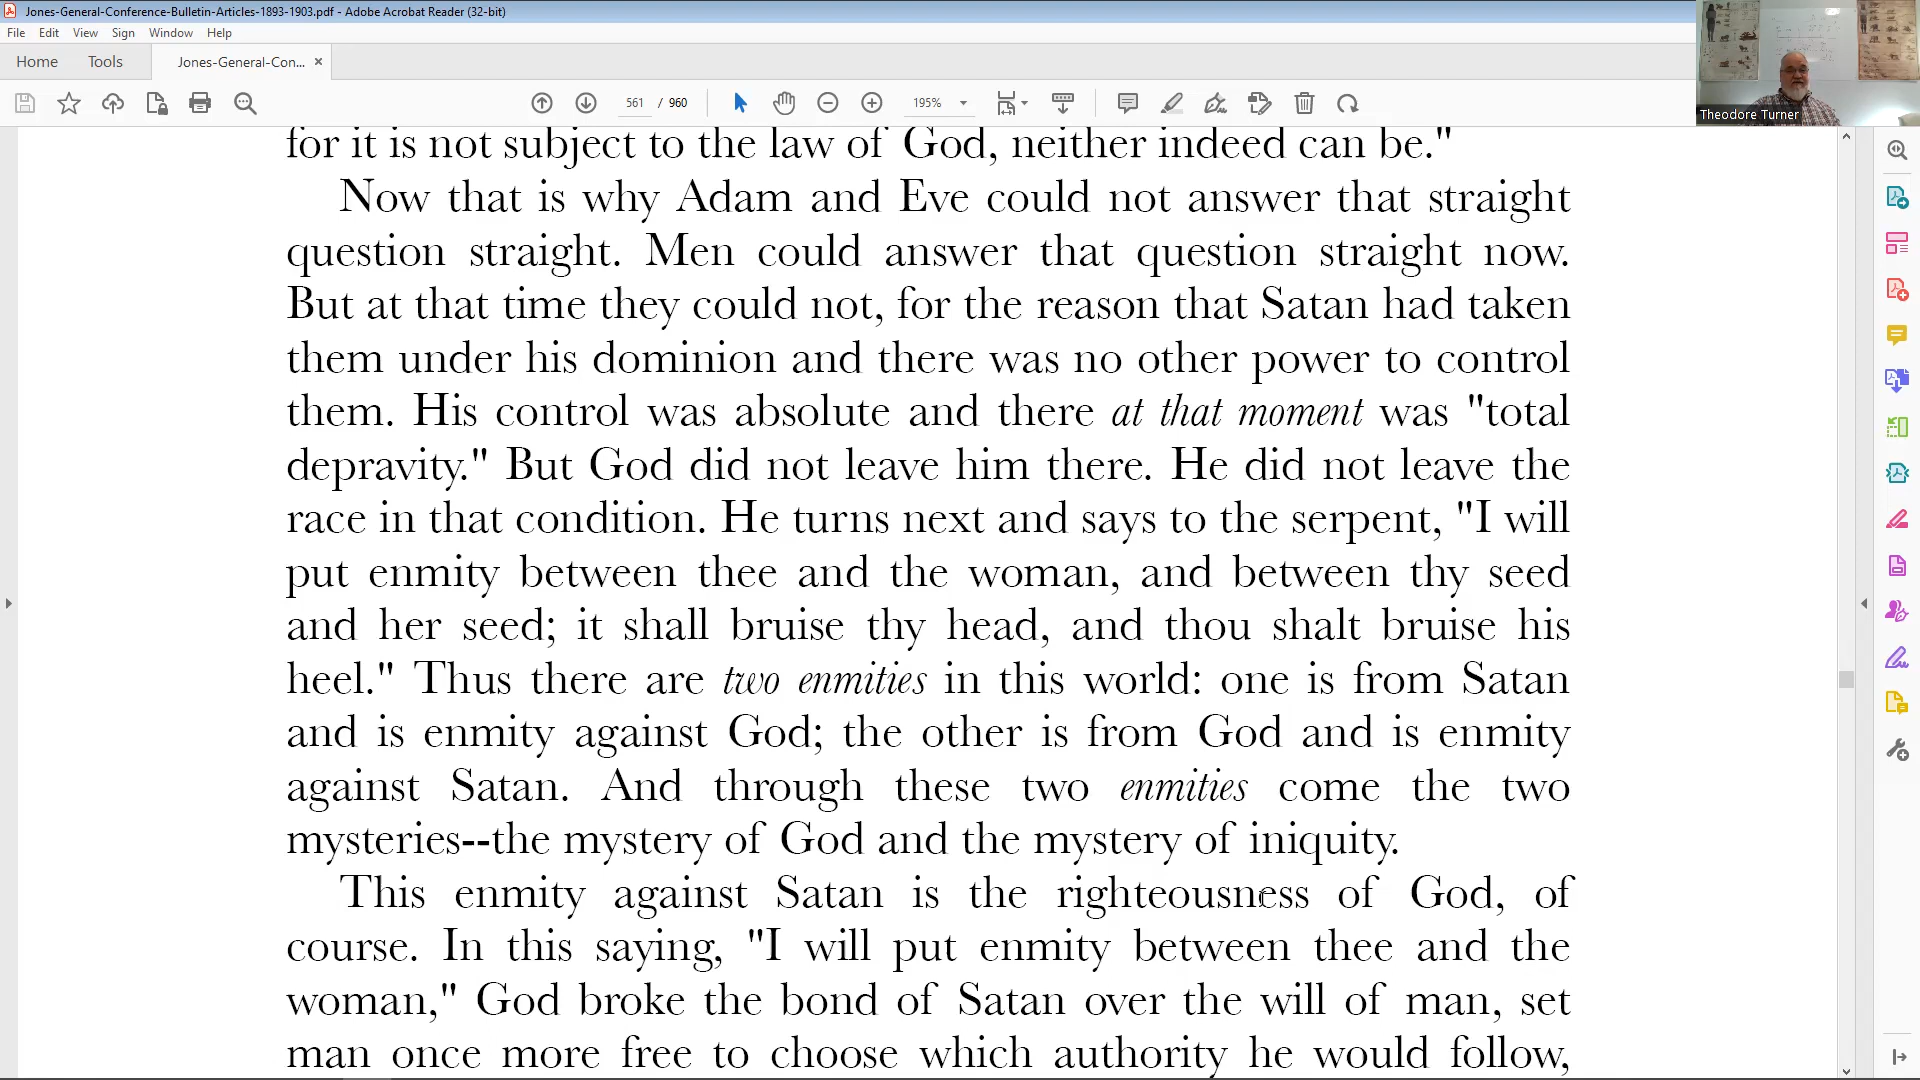 Jones-General-Conference-Bulletin-Articles-1893-1903.pdf - Adobe Acrobat Reader (32-bit)
File Edit View Sign Window Help
Home Tools Jones-General-Con... ×
561 / 960 195%
Theodore Turner
for it is not subject to the law of God, neither indeed can be."
Now that is why Adam and Eve could not answer that straight
question straight. Men could answer that question straight now.
But at that time they could not, for the reason that Satan had taken
them under his dominion and there was no other power to control
them. His control was absolute and there at that moment was "total
depravity." But God did not leave him there. He did not leave the
race in that condition. He turns next and says to the serpent, "I will
put enmity between thee and the woman, and between thy seed
and her seed; it shall bruise thy head, and thou shalt bruise his
heel." Thus there are two enmities in this world: one is from Satan
and is enmity against God; the other is from God and is enmity
against Satan. And through these two enmities come the two
mysteries--the mystery of God and the mystery of iniquity.
This enmity against Satan is the righteousness of God, of
course. In this saying, "I will put enmity between thee and the
woman," God broke the bond of Satan over the will of man, set
man once more free to choose which authority he would follow,